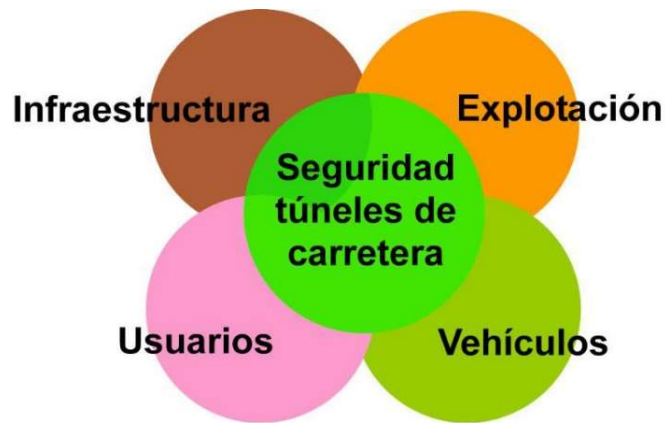 Infraestructura
Explotación
Seguridad
túneles de
carretera
Usuarios
Vehículos